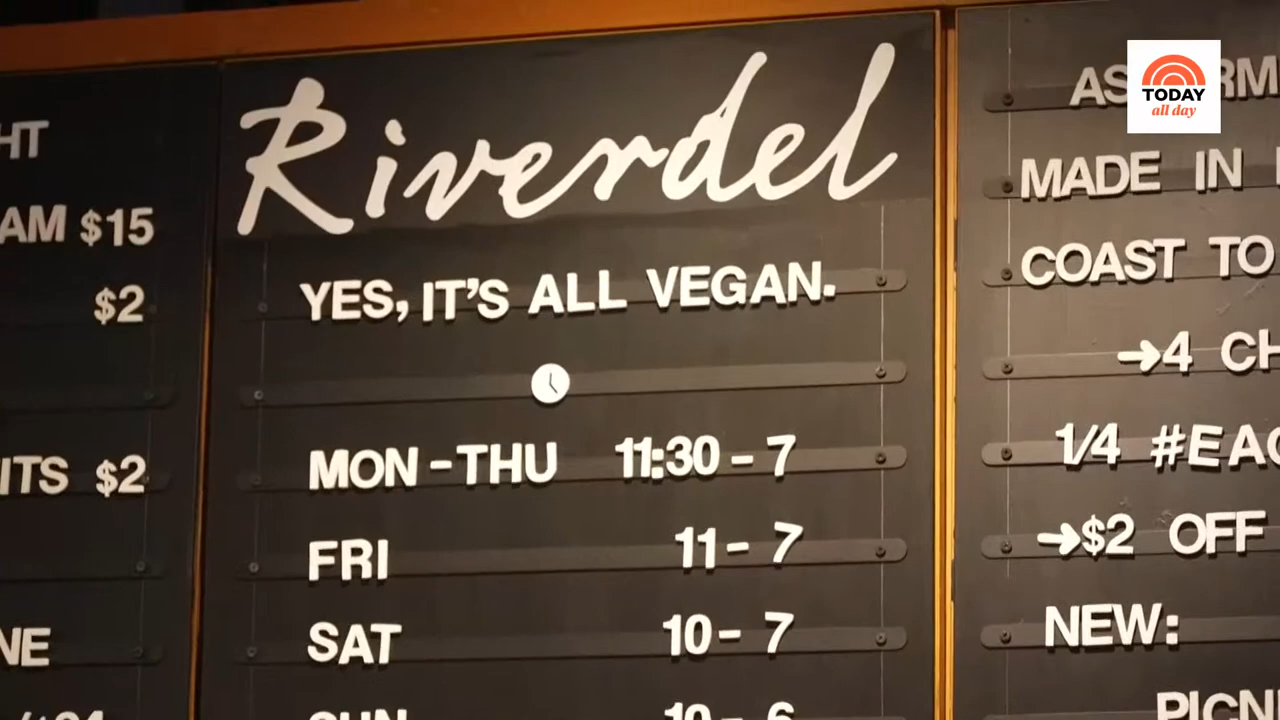 HT
AM $15
$2
ITS $2
NE
Riverdel
YES, IT'S ALL VEGAN.
MON-THU 11:30-7
FRI 11-7
SAT 10-7
SUN 10-6
MADE IN
COAST TO
→4 CH
1/4 #EAC
→$2 OFF
NEW:
PICN
TODAY
all day